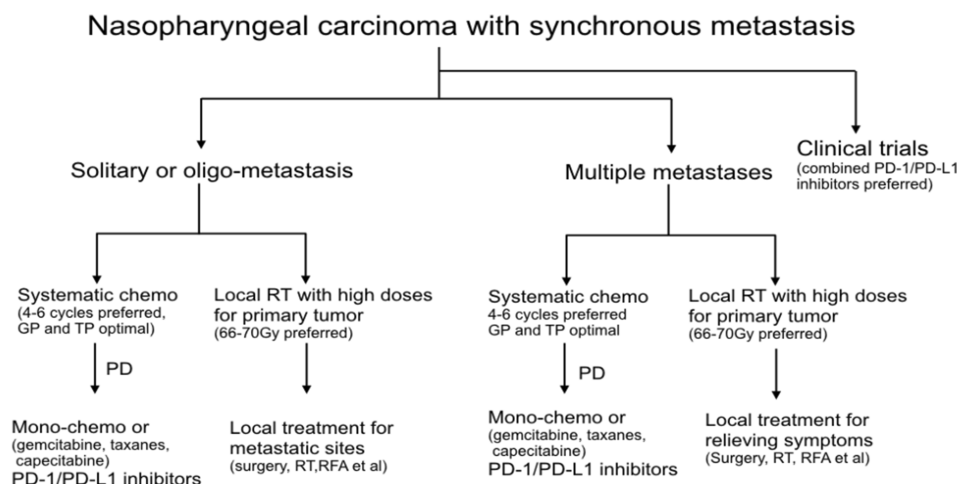 Nasopharyngeal carcinoma with synchronous metastasis
Clinical trials
(combined PD-1/PD-L1
inhibitors preferred)
Solitary or oligo-metastasis
Multiple metastases
Systematic chemo
(4-6 cycles preferred,
GP and TP optimal)
Local RT with high doses
for primary tumor
(66-70Gy preferred)
Systematic chemo
4-6 cycles preferred
GP and TP optimal
Local RT with high doses
for primary tumor
(66-70Gy preferred)
PD
PD
Mono-chemo or
(gemcitabine, taxanes,
capecitabine)
PD-1/PD-L1 inhibitors
Local treatment for
metastatic sites
(surgery, RT,RFA et al)
Mono-chemo or
(gemcitabine, taxanes,
capecitabine)
PD-1/PD-L1 inhibitors
Local treatment for
relieving symptoms
(Surgery, RT, RFA et al)